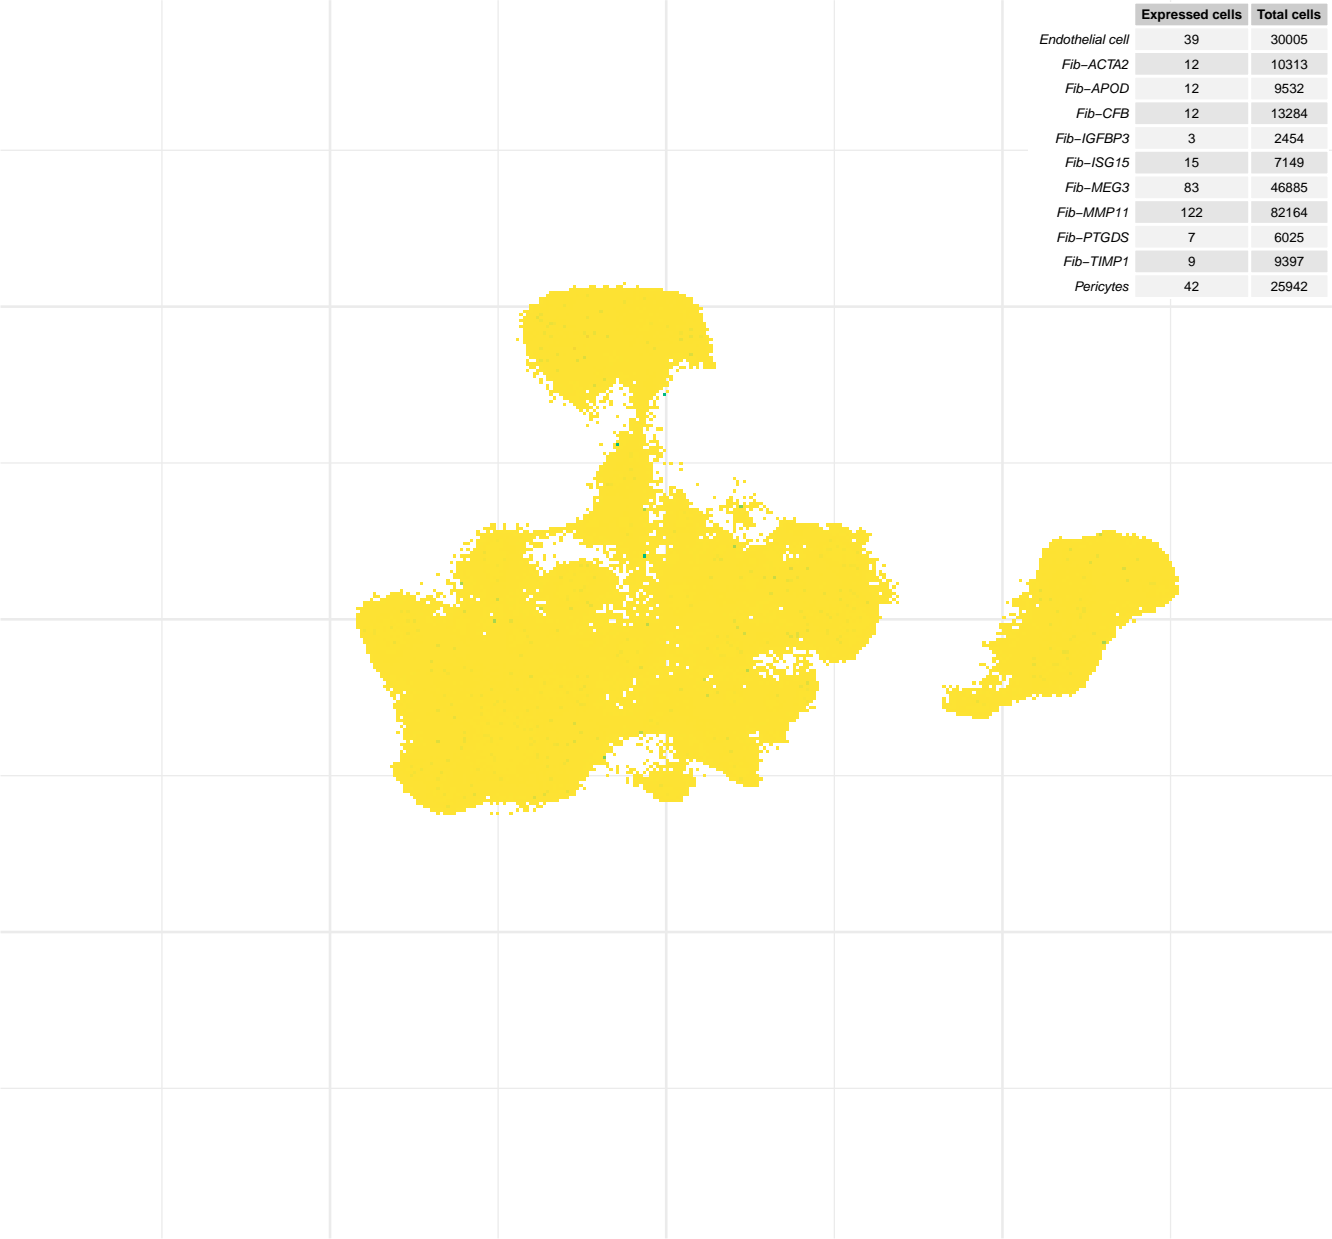 Expressed cells Total cells
Endothelial cell 39 30005
Fib−ACTA2 12 10313
Fib−APOD 12 9532
Fib−CFB 12 13284
Fib−IGFBP3 3 2454
Fib−ISG15 15 7149
Fib−MEG3 83 46885
Fib−MMP11 122 82164
Fib−PTGDS 7 6025
Fib−TIMP1 9 9397
Pericytes 42 25942